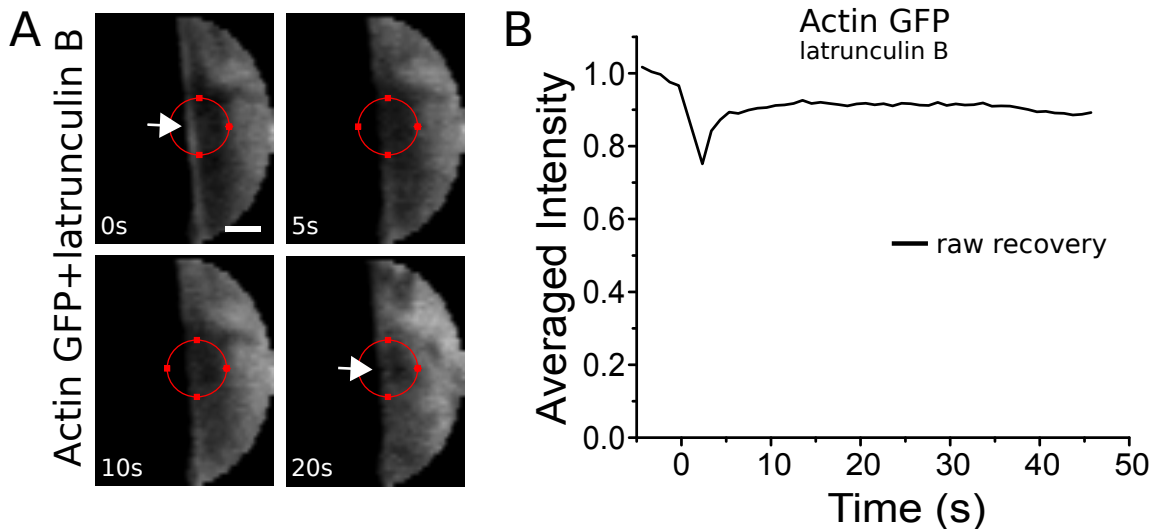 A
Actin GFP+latrunculin B
0s
5s
10s
20s
B
Actin GFP
latrunculin B
Averaged Intensity
1.0
0.8
0.6
0.4
0.2
0.0
raw recovery
0 10 20 30 40 50
Time (s)